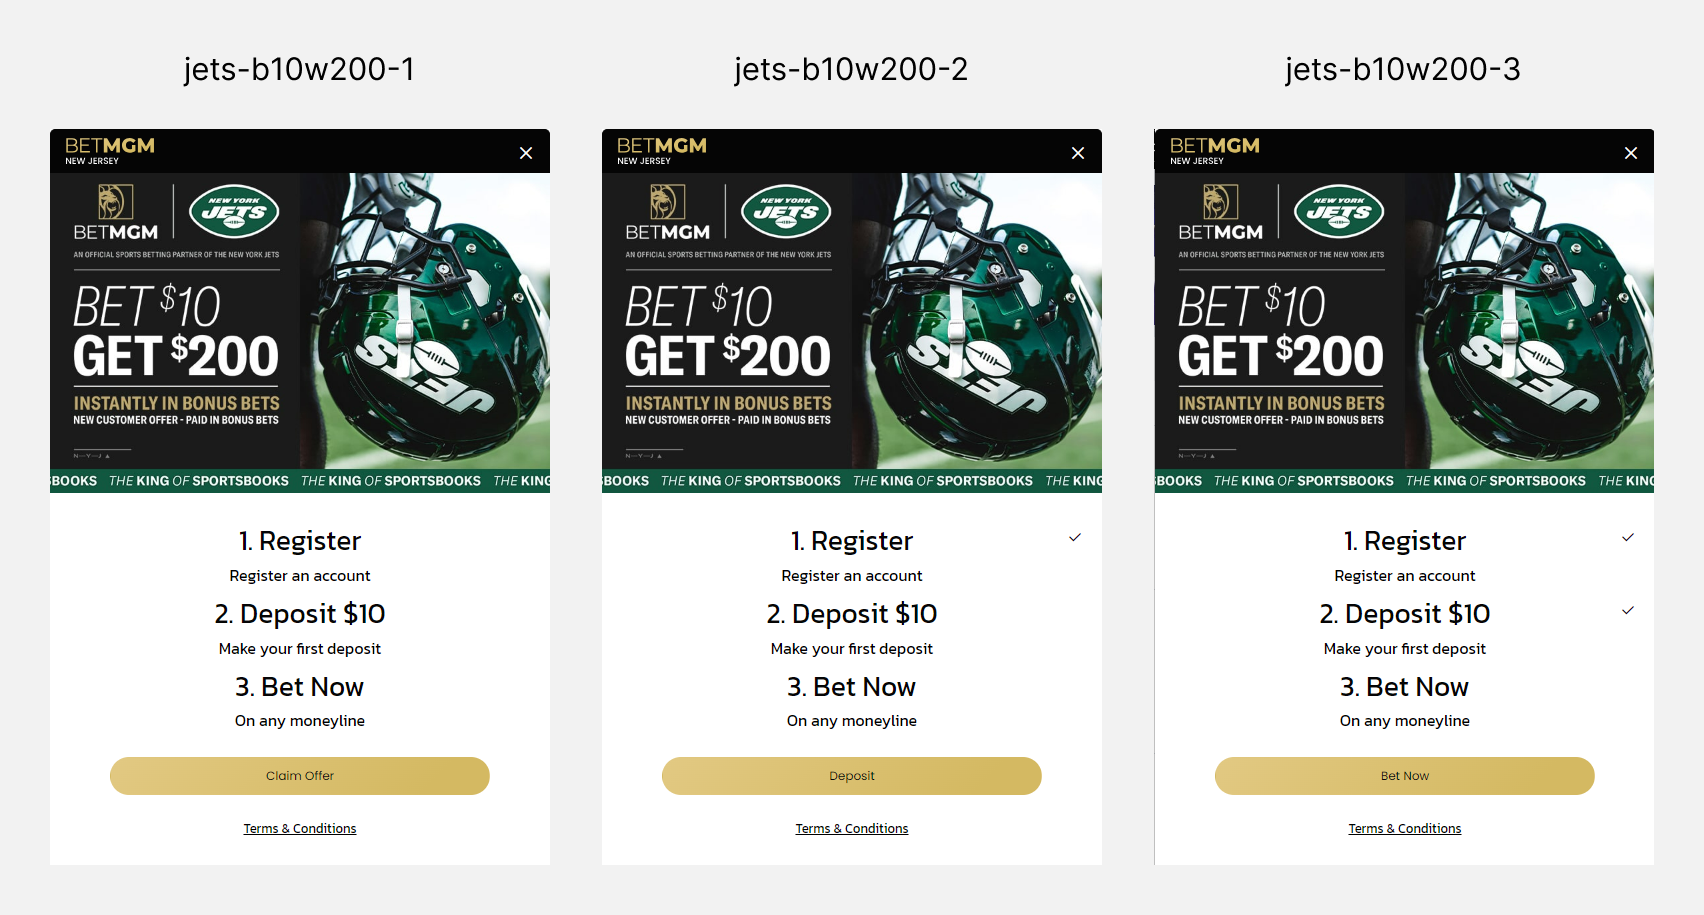 jets-b10w200-1
BETMGM
NEW JERSEY
BETMGM
NEW YORK
JETS
AN OFFICIAL SPORTS BETTING PARTNER OF THE NEW YORK JETS
BET $10
GET $200
INSTANTLY IN BONUS BETS
NEW CUSTOMER OFFER - PAID IN BONUS BETS
N—Y—J
JETS
SBOOKS THE KING OF SPORTSBOOKS THE KING OF SPORTSBOOKS THE KING
1. Register
Register an account
2. Deposit $10
Make your first deposit
3. Bet Now
On any moneyline
Claim Offer
Terms & Conditions
jets-b10w200-2
BETMGM
NEW JERSEY
BETMGM
NEW YORK
JETS
AN OFFICIAL SPORTS BETTING PARTNER OF THE NEW YORK JETS
BET $10
GET $200
INSTANTLY IN BONUS BETS
NEW CUSTOMER OFFER - PAID IN BONUS BETS
N—Y—J
JETS
BOOKS THE KING OF SPORTSBOOKS THE KING OF SPORTSBOOKS THE KING
1. Register
Register an account
2. Deposit $10
Make your first deposit
3. Bet Now
On any moneyline
Deposit
Terms & Conditions
jets-b10w200-3
BETMGM
NEW JERSEY
BETMGM
NEW YORK
JETS
AN OFFICIAL SPORTS BETTING PARTNER OF THE NEW YORK JETS
BET $10
GET $200
INSTANTLY IN BONUS BETS
NEW CUSTOMER OFFER - PAID IN BONUS BETS
N—Y—J
JETS
SBOOKS THE KING OF SPORTSBOOKS THE KING OF SPORTSBOOKS THE KING
1. Register
Register an account
2. Deposit $10
Make your first deposit
3. Bet Now
On any moneyline
Bet Now
Terms & Conditions